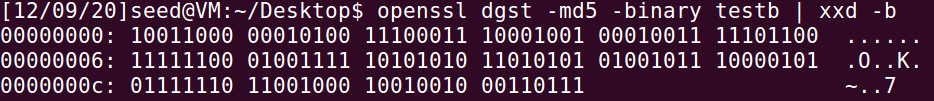 [12/09/20]seed@VM:~/Desktop$ openssl dgst -md5 -binary testb | xxd -b
00000000: 10011000 00010100 11100011 10001001 00010011 11101100  ......
00000006: 11111100 01001111 10101010 11010101 01001011 10000101  .O..K.
0000000c: 01111110 11001000 10010010 00110111                    ~..7